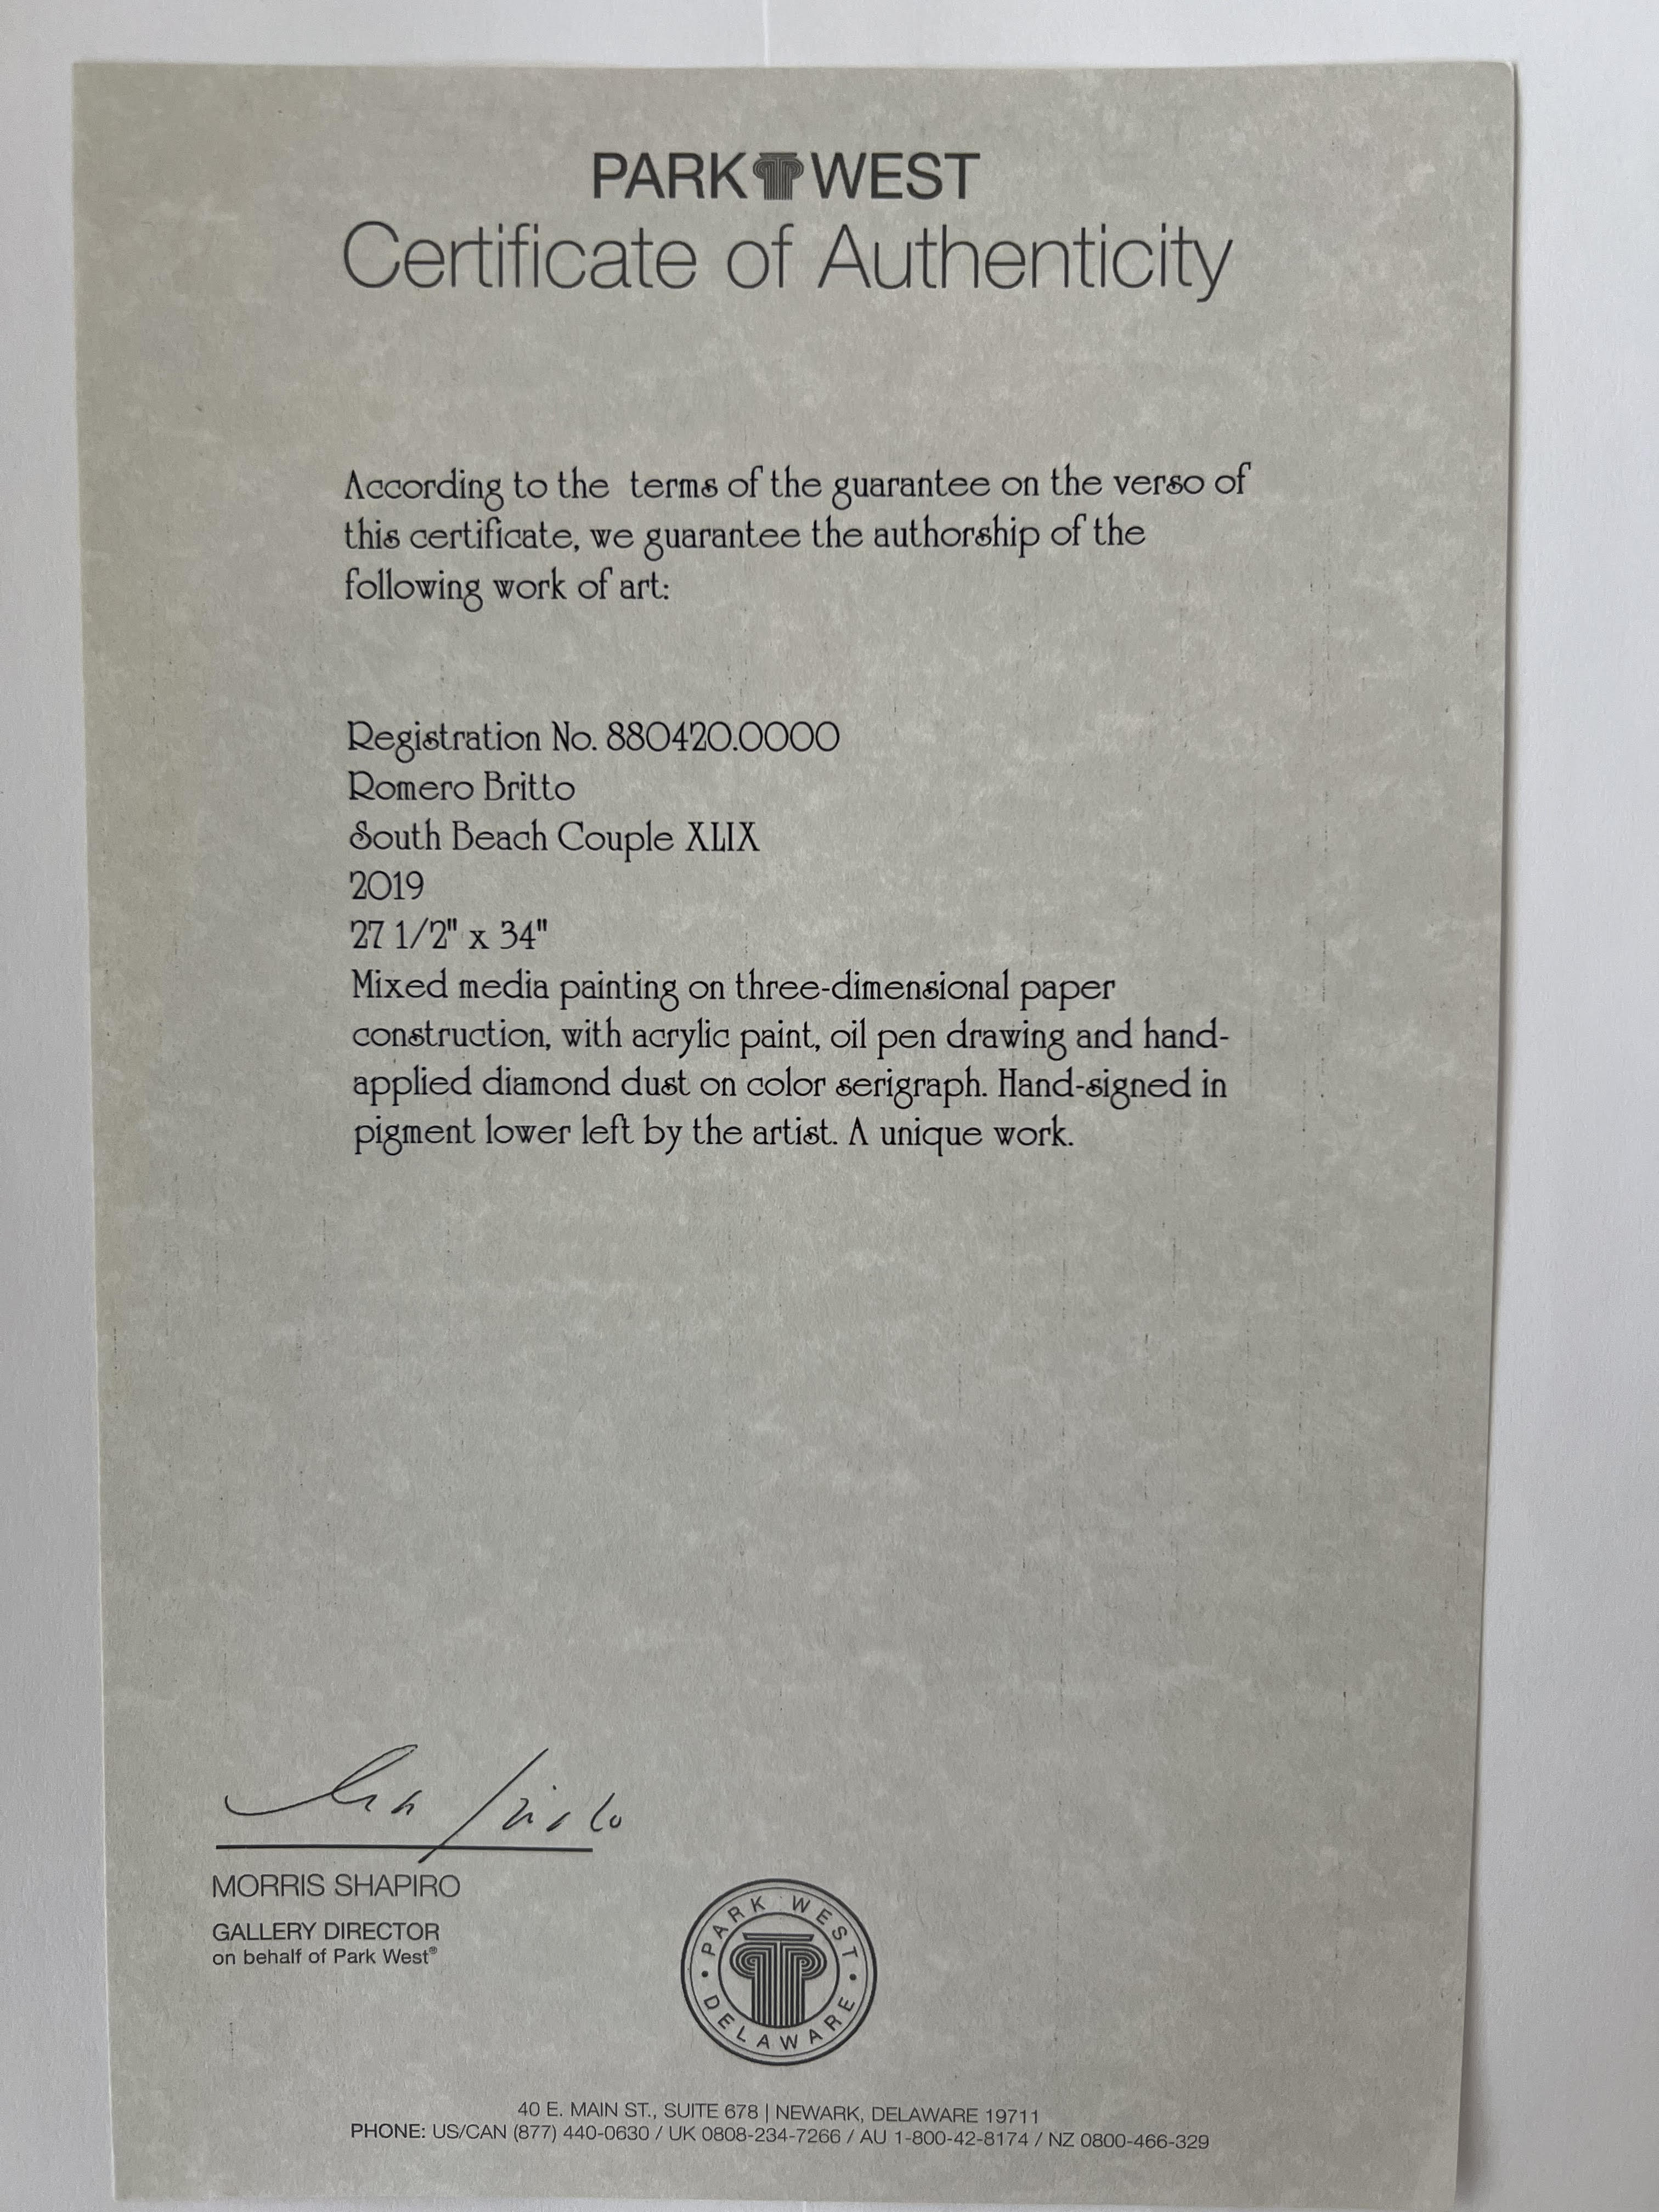 PARK WEST
Certificate of Authenticity
According to the terms of the guarantee on the verso of
this certificate, we guarantee the authorship of the
following work of art:
Registration No. 880420.0000
Romero Britto
South Beach Couple XLIX
2019
27 1/2" x 34"
Mixed media painting on three-dimensional paper
construction, with acrylic paint, oil pen drawing and hand-
applied diamond dust on color serigraph. Hand-signed in
pigment lower left by the artist. A unique work.
MORRIS SHAPIRO
GALLERY DIRECTOR
on behalf of Park West®
• PARK WEST •
DELAWARE
40 E. MAIN ST., SUITE 678 | NEWARK, DELAWARE 19711
PHONE: US/CAN (877) 440-0630 / UK 0808-234-7266 / AU 1-800-42-8174 / NZ 0800-466-329